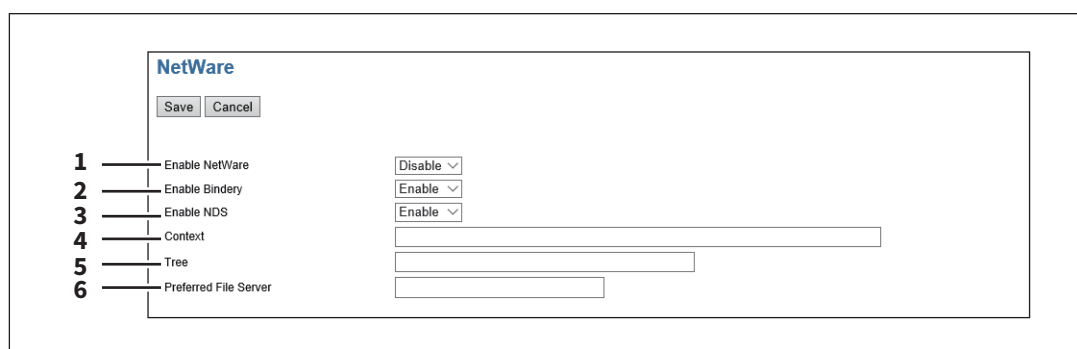 NetWare
Save Cancel
1 Enable NetWare Disable
2 Enable Bindery Enable
3 Enable NDS Enable
4 Context
5 Tree
6 Preferred File Server